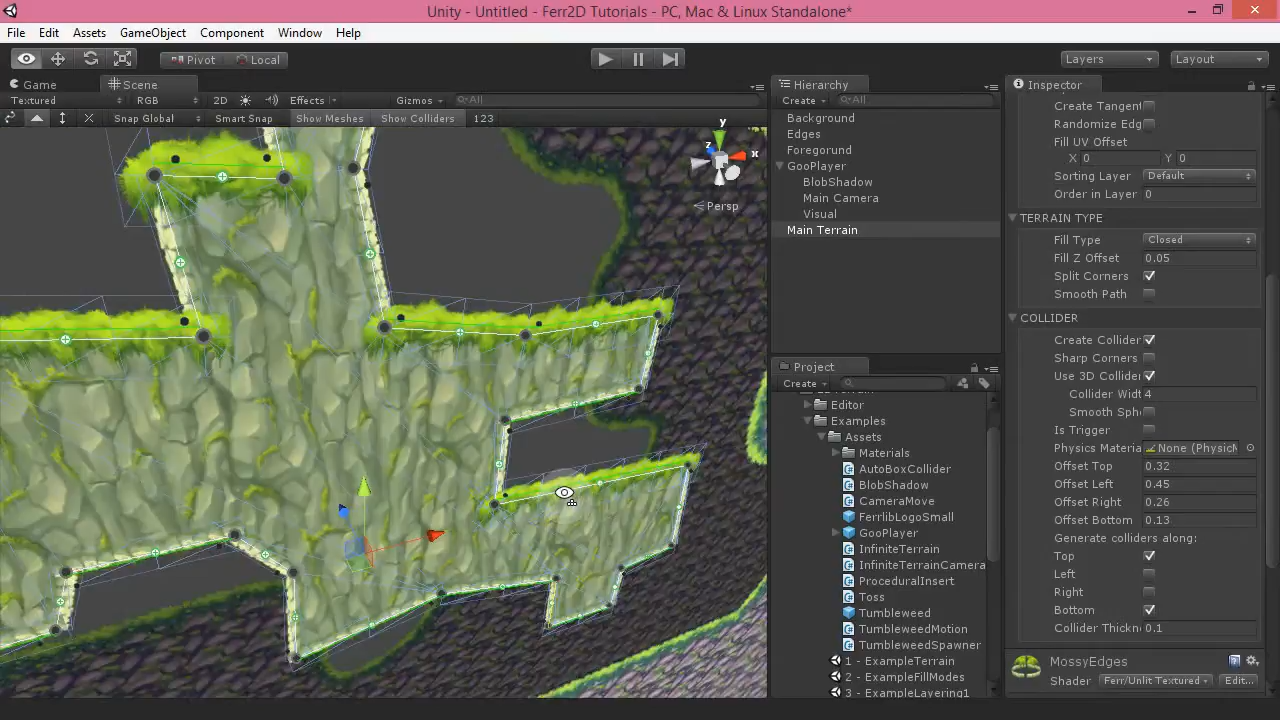 Unity - Untitled - Ferr2D Tutorials - PC, Mac & Linux Standalone*
File Edit Assets GameObject Component Window Help
Pivot Local Layers Layout
Game Scene
Textured RGB 2D Effects Gizmos All
Snap Global Smart Snap Show Meshes Show Colliders 123
y
z x
Persp
Hierarchy
Create All
Background
Edges
Foregorund
GooPlayer
BlobShadow
Main Camera
Visual
Main Terrain
Project
Create
Editor
Examples
Assets
Materials
AutoBoxCollider
BlobShadow
CameraMove
FerrlibLogoSmall
GooPlayer
InfiniteTerrain
InfiniteTerrainCamera
ProceduralInsert
Toss
Tumbleweed
TumbleweedMotion
TumbleweedSpawner
1 - ExampleTerrain
2 - ExampleFillModes
3 - ExampleLayering1
Inspector
Create Tangent
Randomize Edg
Fill UV Offset
X 0 Y 0
Sorting Layer Default
Order in Layer 0
TERRAIN TYPE
Fill Type Closed
Fill Z Offset 0.05
Split Corners
Smooth Path
COLLIDER
Create Collider
Sharp Corners
Use 3D Collider
Collider Widt 4
Smooth Sph
Is Trigger
Physics Materia None (Physic
Offset Top 0.32
Offset Left 0.45
Offset Right 0.26
Offset Bottom 0.13
Generate colliders along:
Top
Left
Right
Bottom
Collider Thickn 0.1
MossyEdges
Shader Ferr/Unlit Textured Edit...